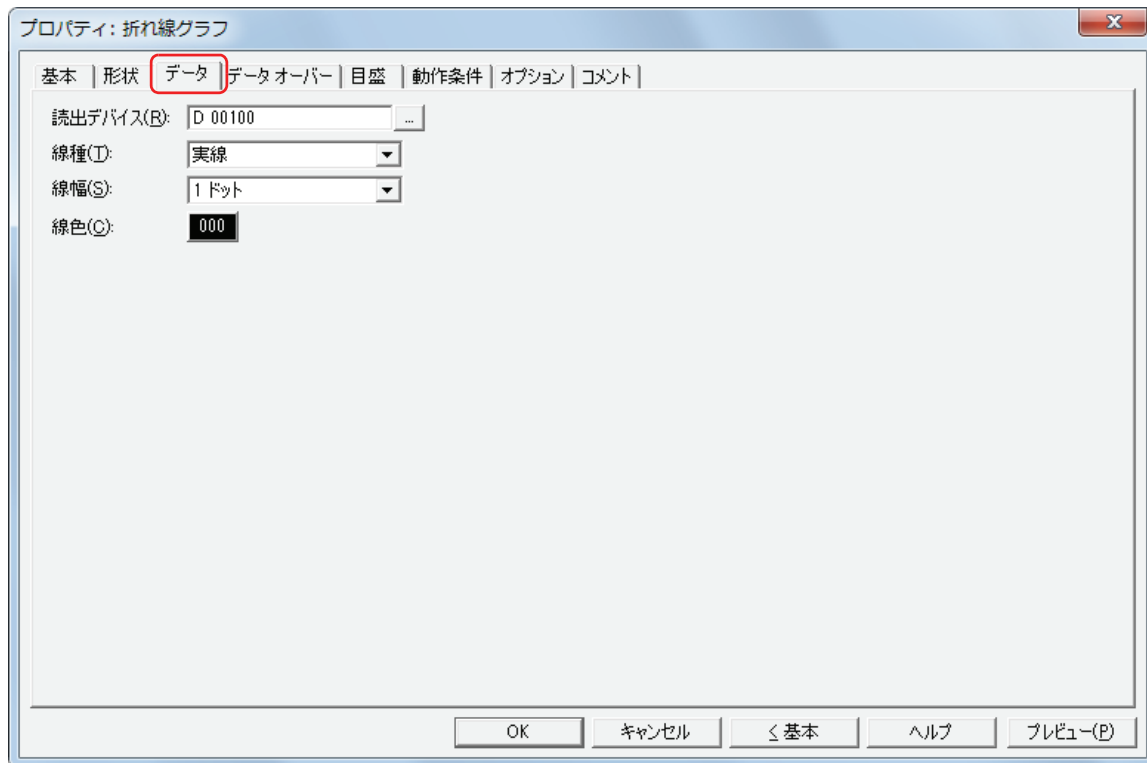 プロパティ: 折れ線グラフ
基本 形状 データ データ オーバー 目盛 動作条件 オプション コメント
読出デバイス(R): D 00100 ...
線種(T): 実線
線幅(S): 1 ドット
線色(C): 000
OK キャンセル < 基本 ヘルプ プレビュー(P)